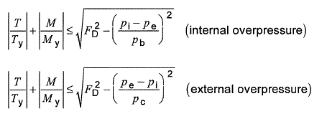 |T/T_y| + |M/M_y| ≤ √(F_D² − ((p_i − p_e)/p_b)²) (internal overpressure)
|T/T_y| + |M/M_y| ≤ √(F_D² − ((p_e − p_i)/p_c)²) (external overpressure)